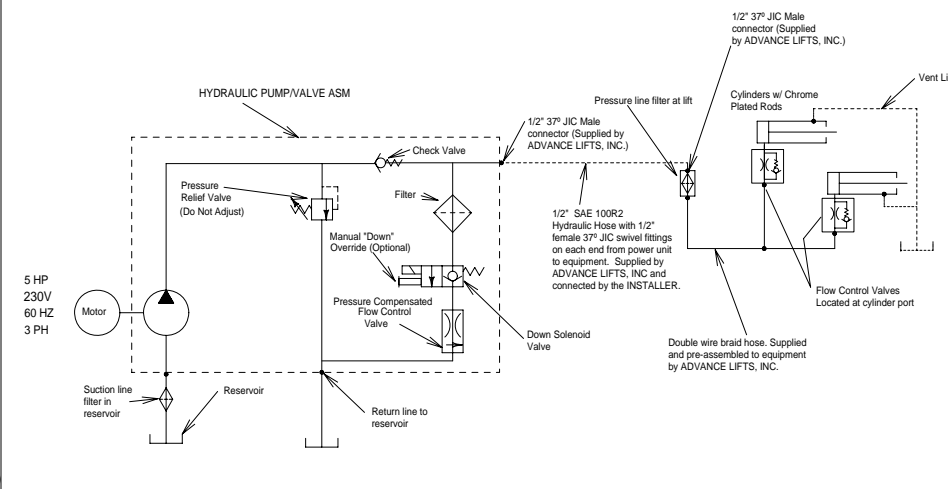 1/2" 37º JIC Male
connector (Supplied
by ADVANCE LIFTS, INC.)
Vent Li
HYDRAULIC PUMP/VALVE ASM
Pressure line filter at lift
Cylinders w/ Chrome
Plated Rods
1/2" 37º JIC Male
connector (Supplied by
ADVANCE LIFTS, INC.)
Check Valve
Pressure
Relief Valve
(Do Not Adjust)
Filter
Manual "Down"
Override (Optional)
1/2" SAE 100R2
Hydraulic Hose with 1/2"
female 37º JIC swivel fittings
on each end from power unit
to equipment. Supplied by
ADVANCE LIFTS, INC and
connected by the INSTALLER.
5 HP
230V
60 HZ
3 PH
Motor
Pressure Compensated
Flow Control
Valve
Down Solenoid
Valve
Flow Control Valves
Located at cylinder port
Double wire braid hose. Supplied
and pre-assembled to equipment
by ADVANCE LIFTS, INC.
Suction line
filter in
reservoir
Reservoir
Return line to
reservoir